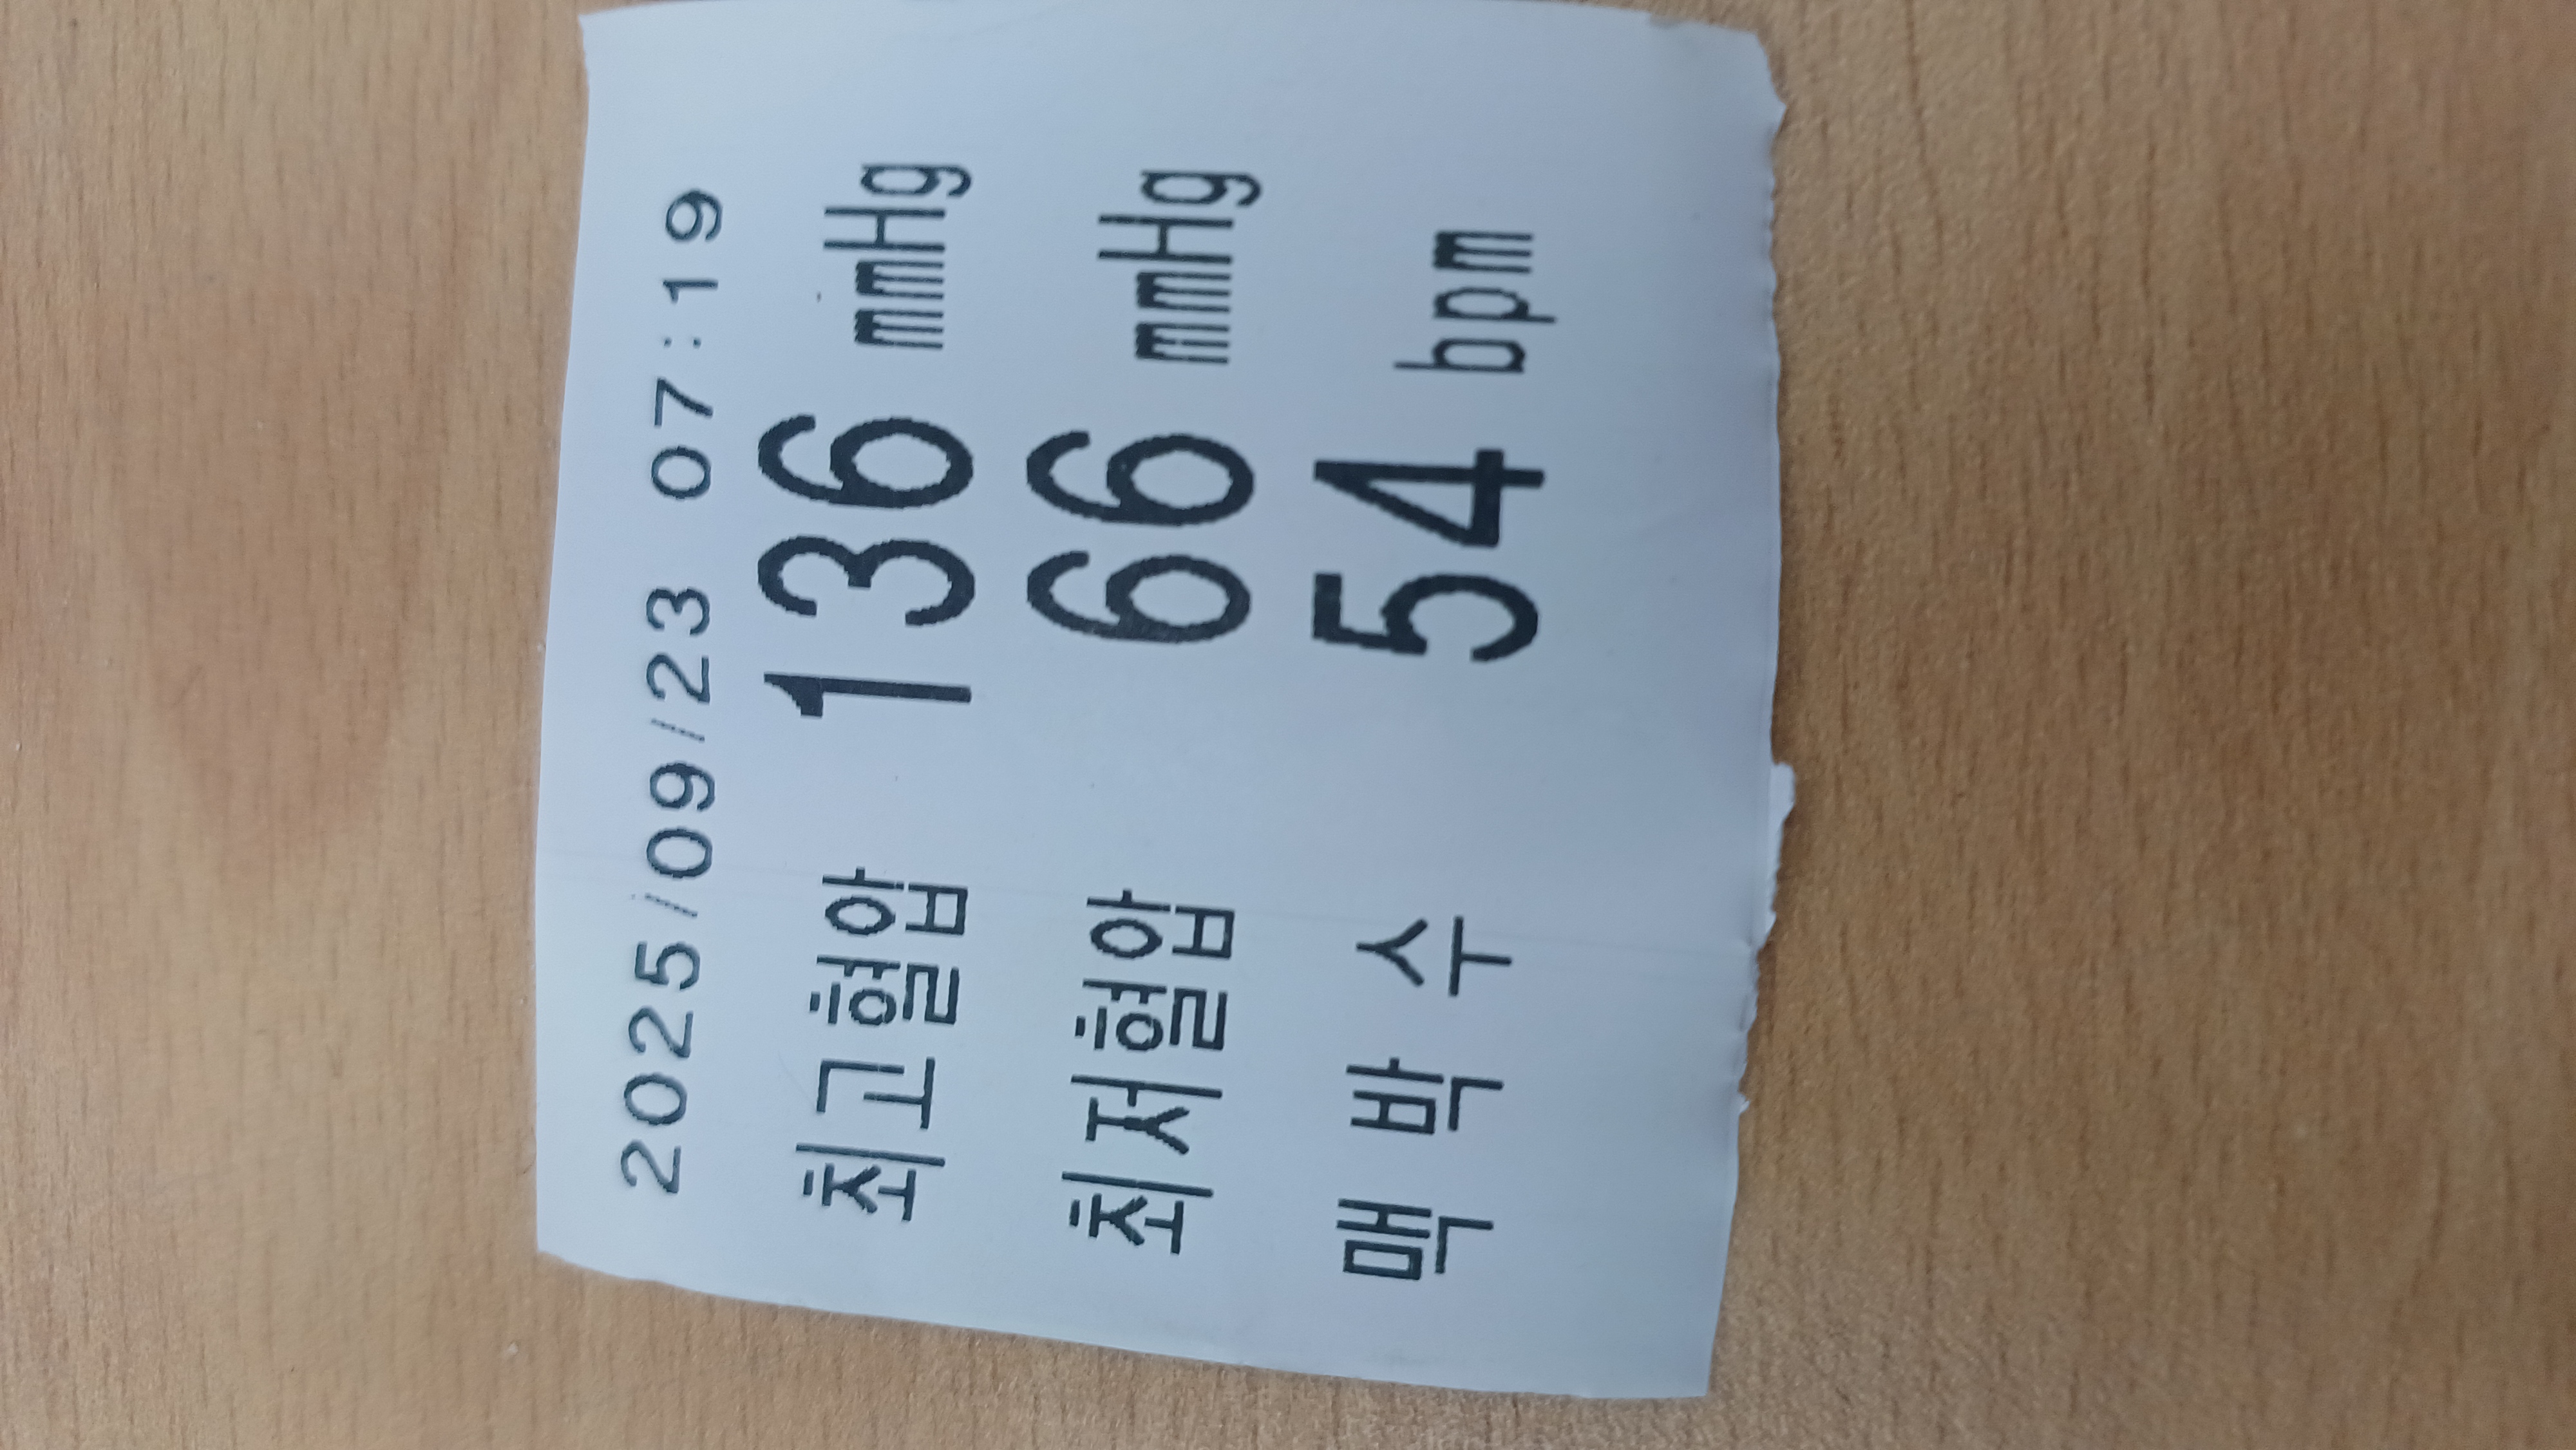 2025/09/23 07:19
최고혈압 136 mmHg
최저혈압 66 mmHg
맥 박 수 54 bpm